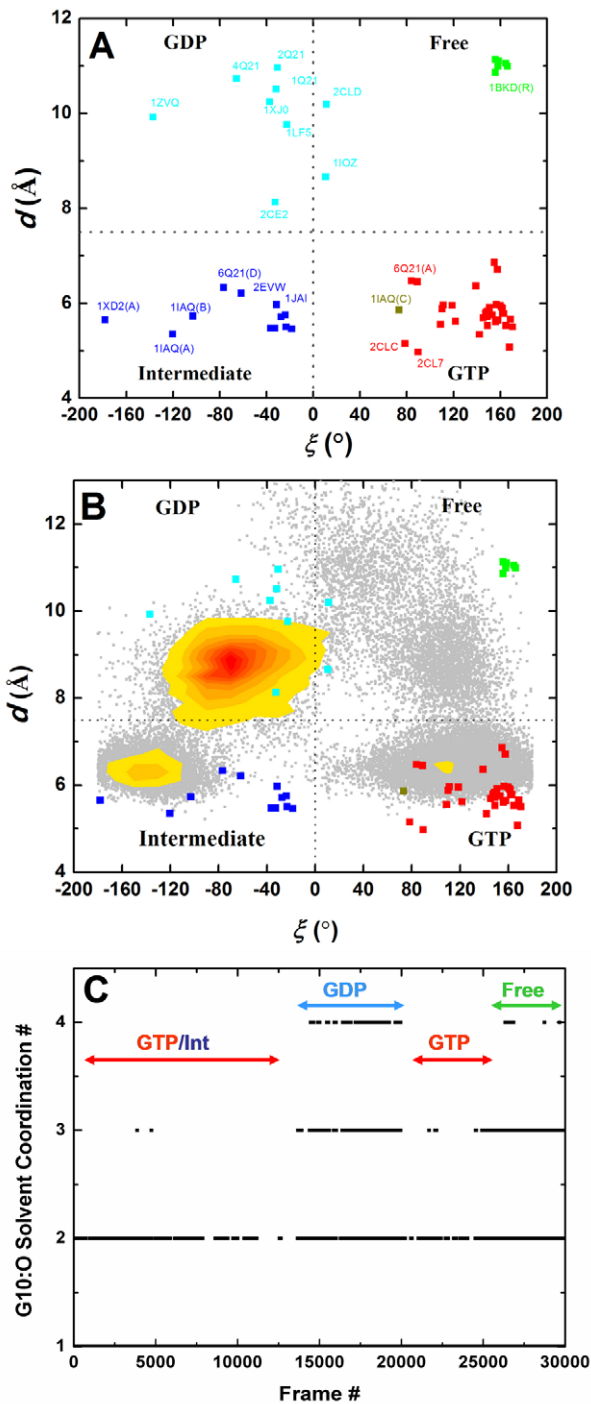 A
GDP
Free
2Q21
4Q21
1Q21
1BKD(R)
1XJ0
2CLD
1ZVQ
1LF5
1IOZ
2CE2
6Q21(D)
6Q21(A)
2EVW
1XD2(A)
1IAQ(B)
1JAI
1IAQ(C)
1IAQ(A)
2CLC
2CL7
Intermediate
GTP
12
10
8
6
4
d (Å)
-200 -160 -120 -80 -40 0 40 80 120 160 200
ξ (°)
B
GDP
Free
12
10
8
6
4
d (Å)
Intermediate
GTP
-200 -160 -120 -80 -40 0 40 80 120 160 200
ξ (°)
C
GDP
Free
GTP/Int
GTP
4
3
2
1
G10:O Solvent Coordination #
0 5000 10000 15000 20000 25000 30000
Frame #